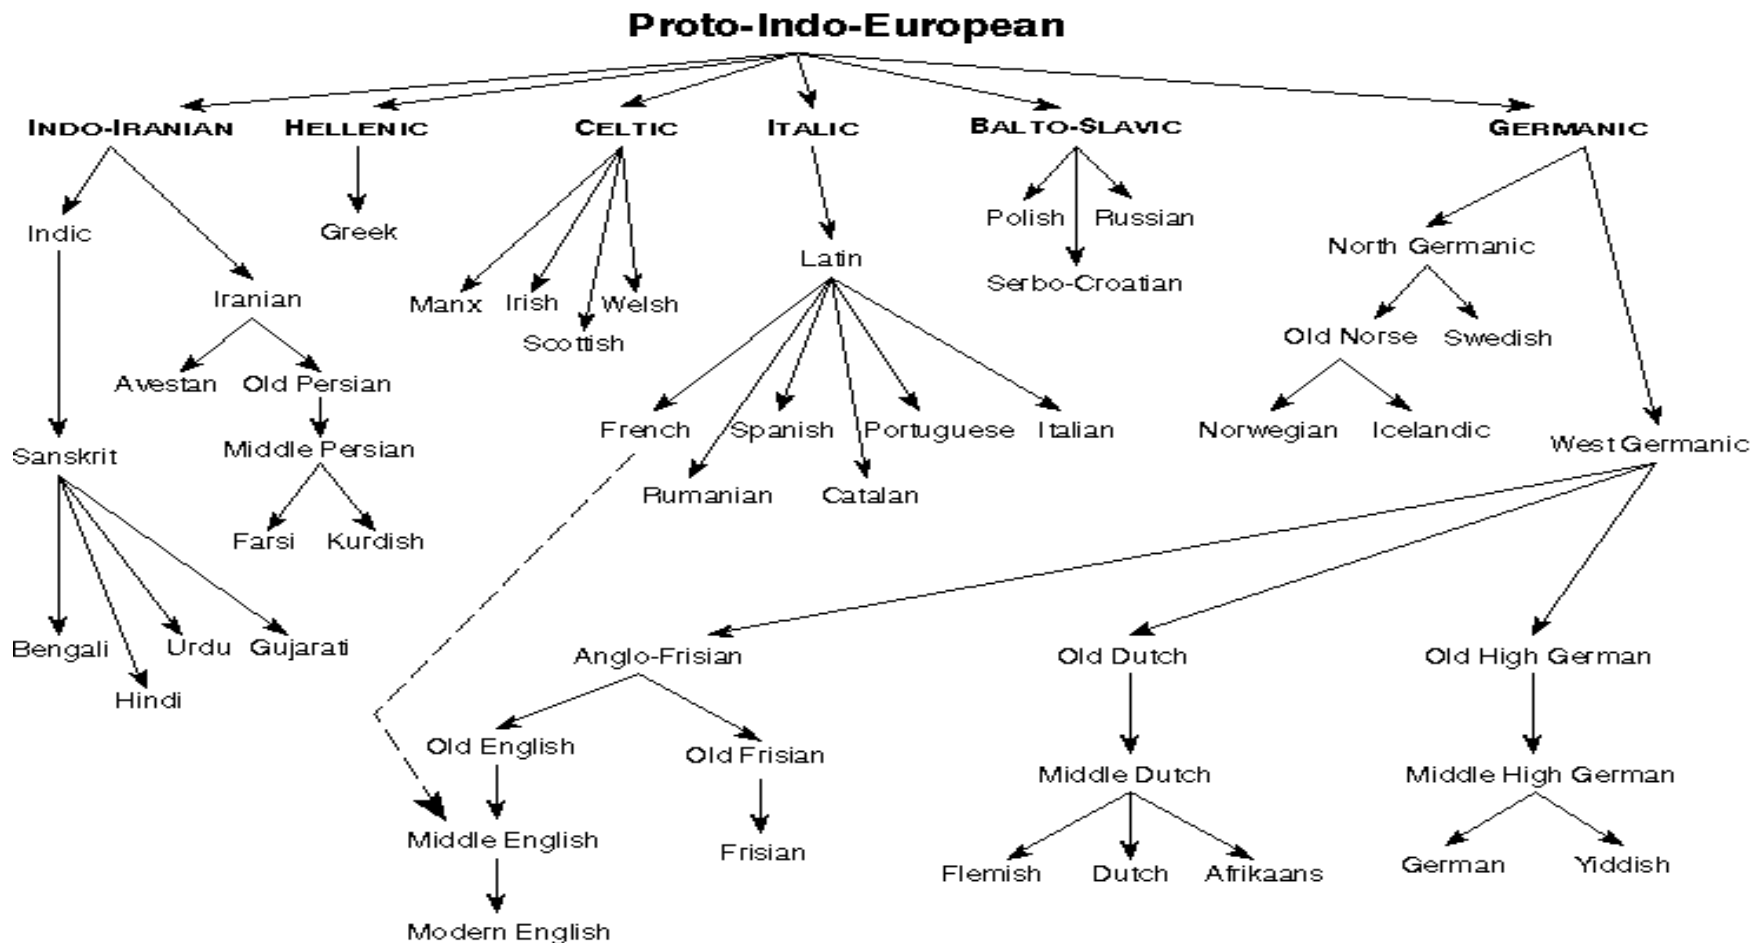 Proto-Indo-European
INDO-IRANIAN HELLENIC CELTIC ITALIC BALTO-SLAVIC GERMANIC
Polish Russian
Indic Greek North Germanic
Latin
Serbo-Croatian
Iranian Manx Irish Welsh
Scottish Old Norse Swedish
Avestan Old Persian
French Spanish Portuguese Italian Norwegian Icelandic
Sanskrit Middle Persian West Germanic
Rumanian Catalan
Farsi Kurdish
Bengali Urdu Gujarati Anglo-Frisian Old Dutch Old High German
Hindi
Old English Old Frisian
Middle Dutch Middle High German
Middle English Frisian
Flemish Dutch Afrikaans German Yiddish
Modern English